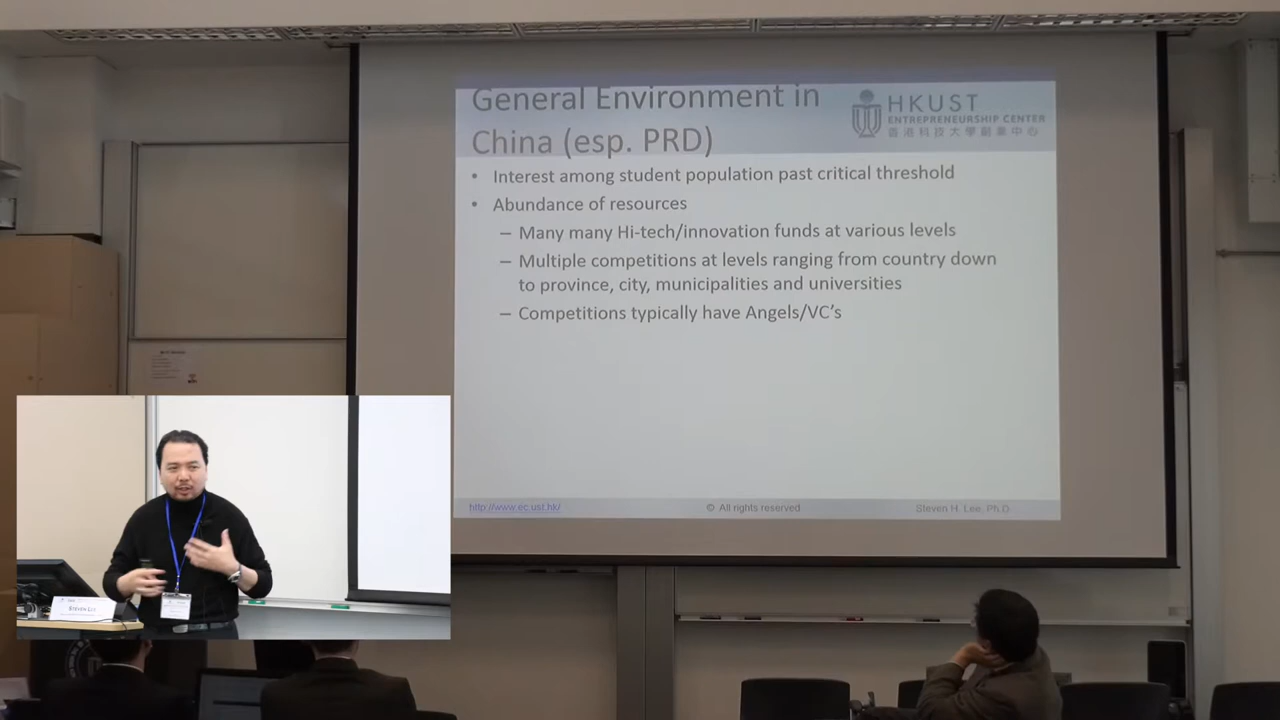 General Environment in
China (esp. PRD)
HKUST
ENTREPRENEURSHIP CENTER
香港科技大學創業中心
• Interest among student population past critical threshold
• Abundance of resources
– Many many Hi-tech/innovation funds at various levels
– Multiple competitions at levels ranging from country down
to province, city, municipalities and universities
– Competitions typically have Angels/VC's
http://www.ec.ust.hk/
© All rights reserved
Steven H. Lee, Ph.D.